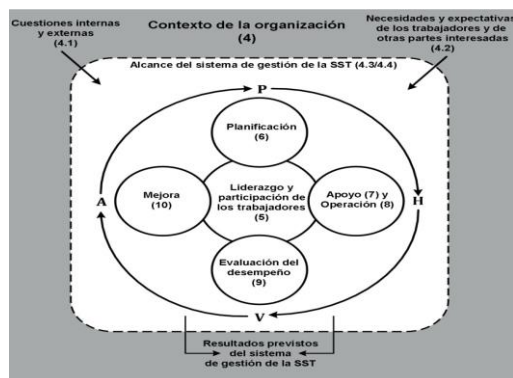 Cuestiones internas
y externas
(4.1)
Contexto de la organización
(4)
Necesidades y expectativas
de los trabajadores y de
otras partes interesadas
(4.2)
Alcance del sistema de gestión de la SST (4.3/4.4)
P
Planificación
(6)
A
Mejora
(10)
Liderazgo y
participación de
los trabajadores
(5)
Apoyo (7) y
Operación (8)
H
Evaluación del
desempeño
(9)
V
Resultados previstos
del sistema
de gestión de la SST